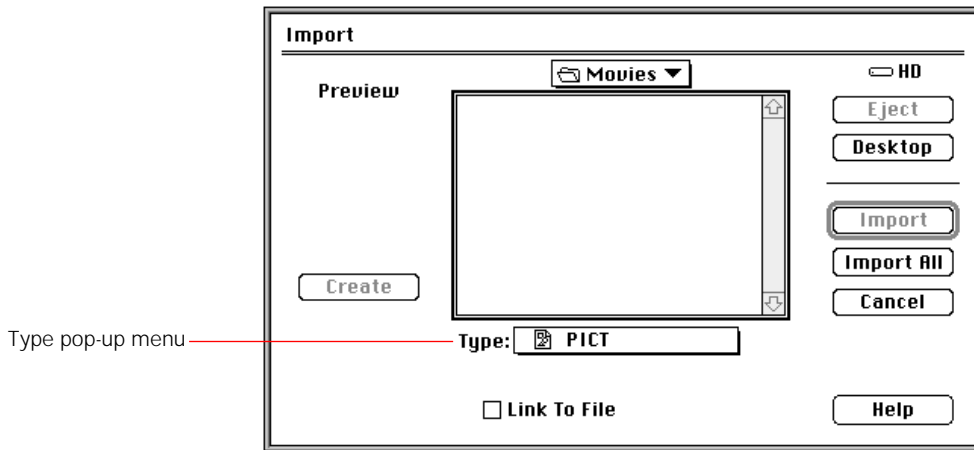 Import
Preview
Movies
HD
Eject
Desktop
Import
Import All
Create
Cancel
Type pop-up menu
Type: PICT
Link To File
Help